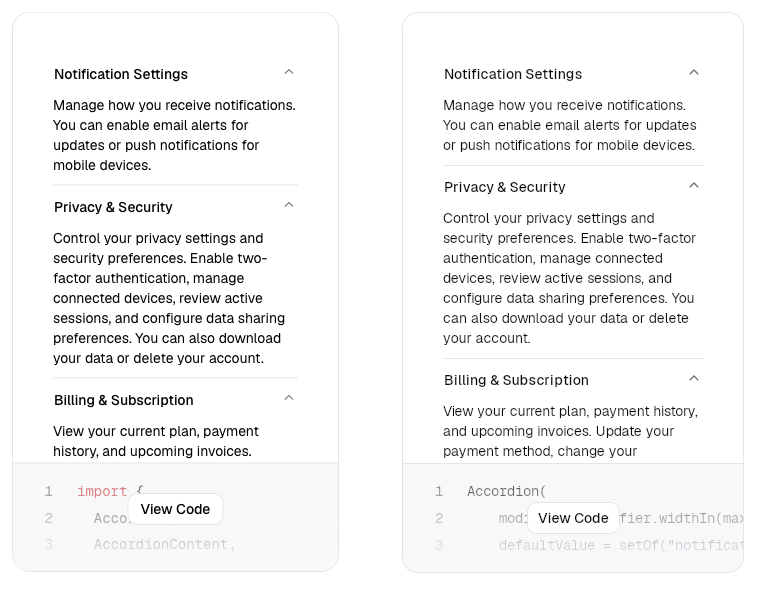 Notification Settings
Manage how you receive notifications.
You can enable email alerts for
updates or push notifications for
mobile devices.
Privacy & Security
Control your privacy settings and
security preferences. Enable two-
factor authentication, manage
connected devices, review active
sessions, and configure data sharing
preferences. You can also download
your data or delete your account.
Billing & Subscription
View your current plan, payment
history, and upcoming invoices.
1 import {
2
View Code
3 AccordionContent,
Notification Settings
Manage how you receive notifications.
You can enable email alerts for updates
or push notifications for mobile devices.
Privacy & Security
Control your privacy settings and
security preferences. Enable two-factor
authentication, manage connected
devices, review active sessions, and
configure data sharing preferences. You
can also download your data or delete
your account.
Billing & Subscription
View your current plan, payment history,
and upcoming invoices. Update your
payment method, change your
1 Accordion(
2 fier.widthIn(
View Code
3 defaultValue = setOf(